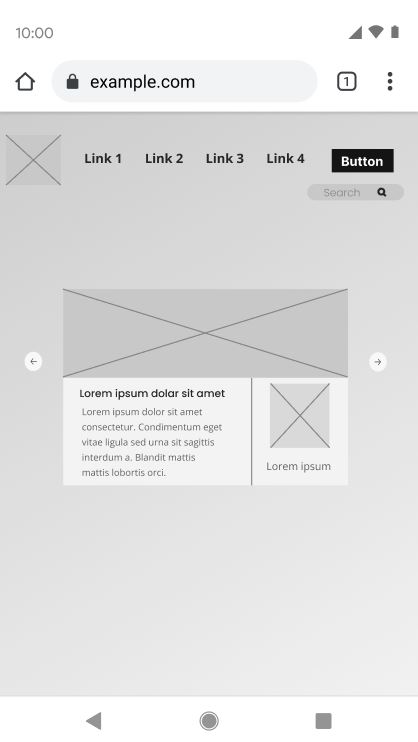 10:00
example.com
1
Link 1 Link 2 Link 3 Link 4 Button
Search
Lorem ipsum dolar sit amet
Lorem ipsum dolor sit amet
consectetur. Condimentum eget
vitae ligula sed urna sit sagittis
interdum a. Blandit mattis
mattis lobortis orci.
Lorem ipsum